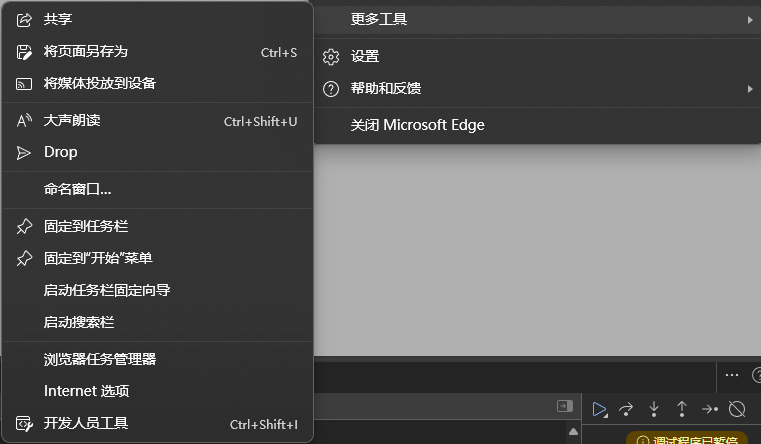 共享
将页面另存为 Ctrl+S
将媒体投放到设备
大声朗读 Ctrl+Shift+U
Drop
命名窗口...
固定到任务栏
固定到“开始”菜单
启动任务栏固定向导
启动搜索栏
浏览器任务管理器
Internet 选项
开发人员工具 Ctrl+Shift+I
更多工具
设置
帮助和反馈
关闭 Microsoft Edge
调试程序已暂停